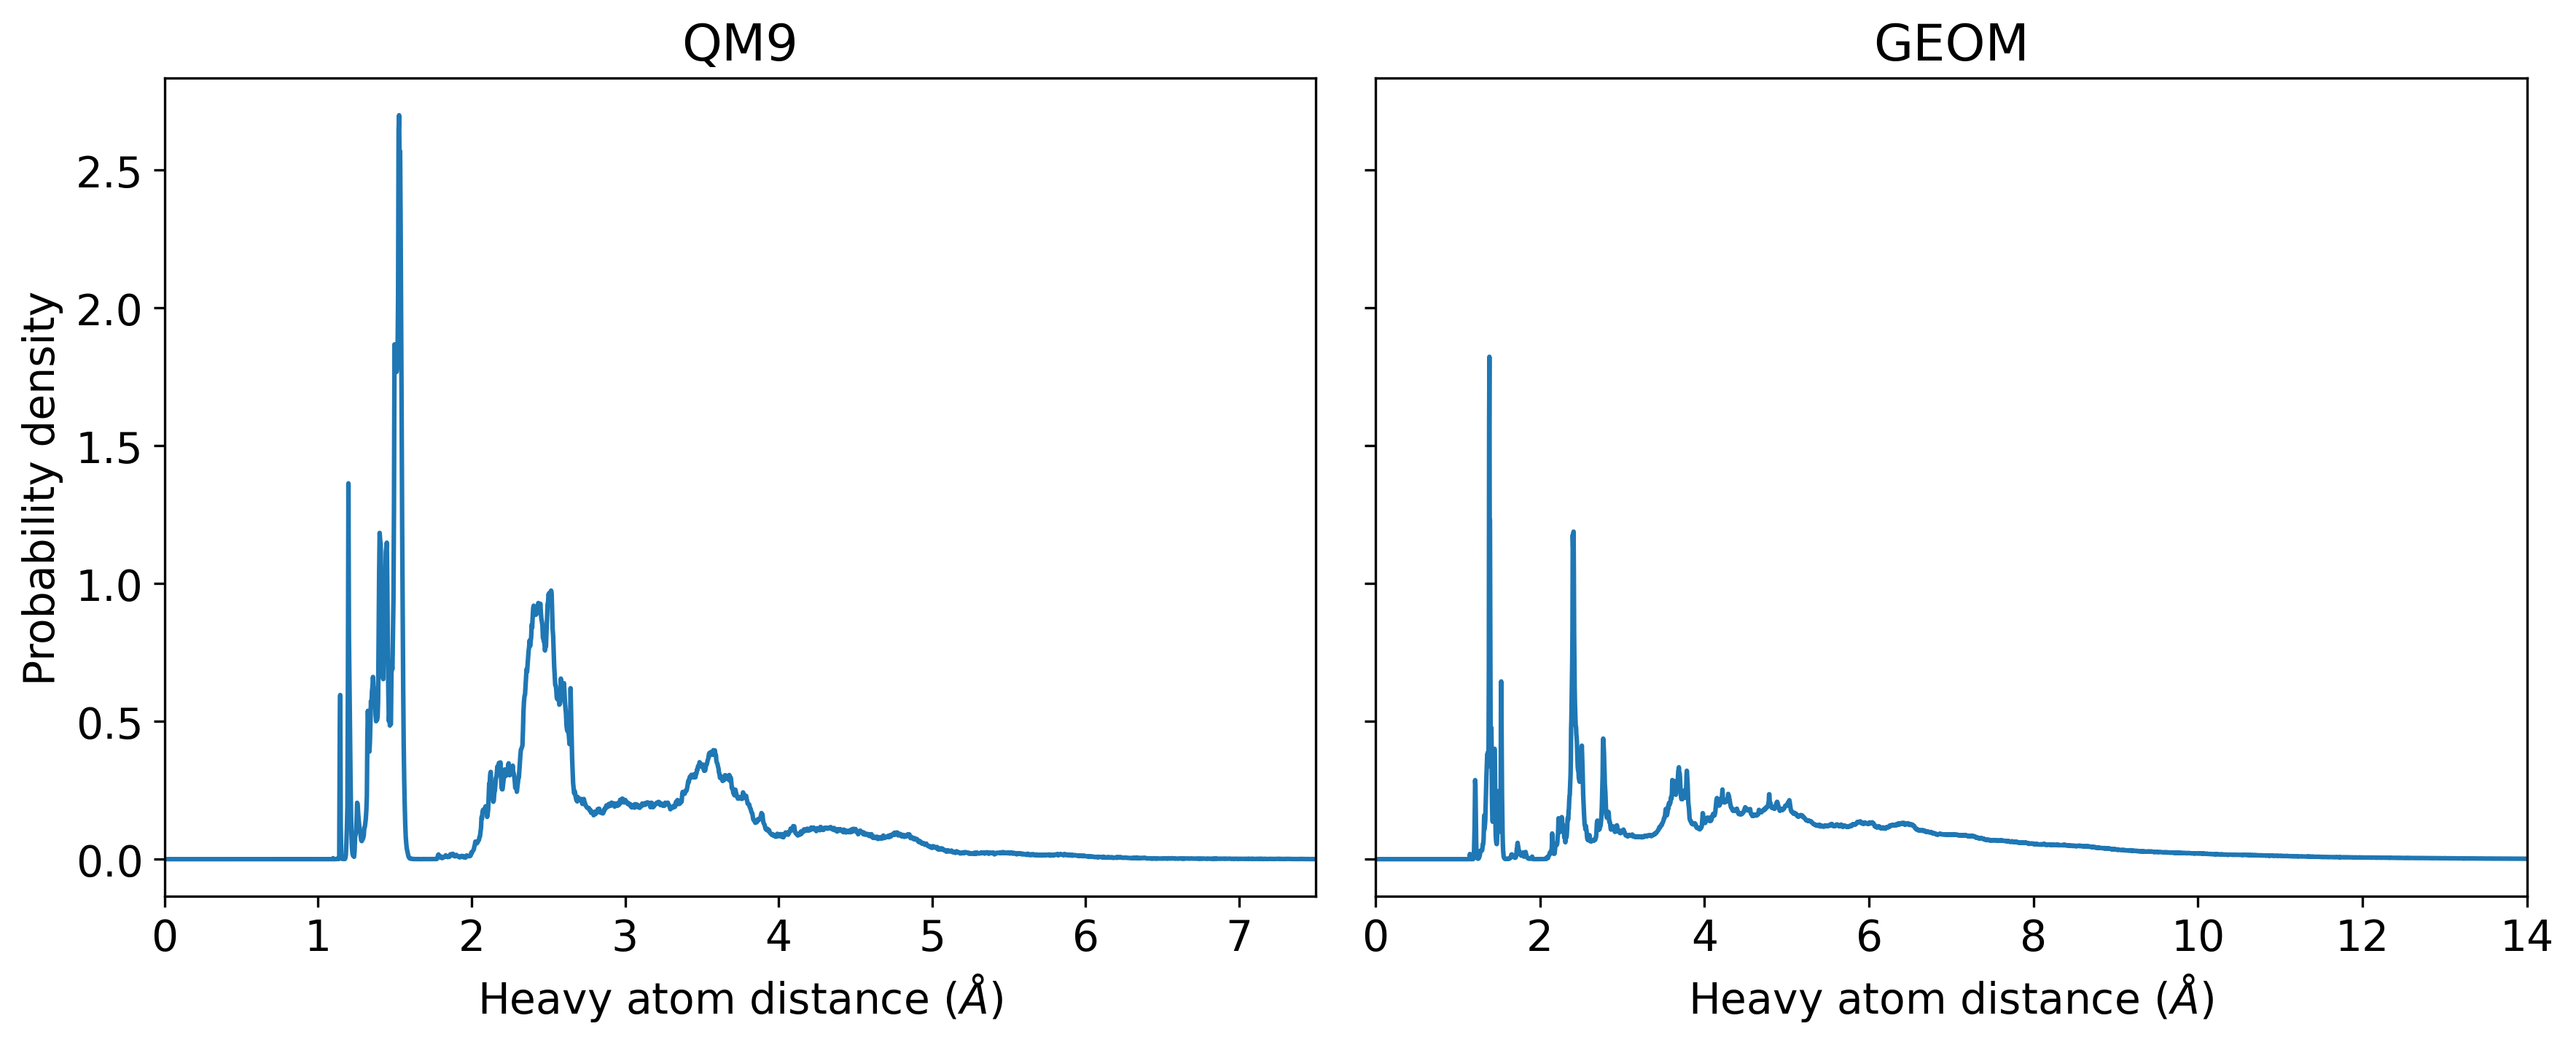 QM9
GEOM
Probability density
2.5
2.0
1.5
1.0
0.5
0.0
0 1 2 3 4 5 6 7
0 2 4 6 8 10 12 14
Heavy atom distance (Å)
Heavy atom distance (Å)